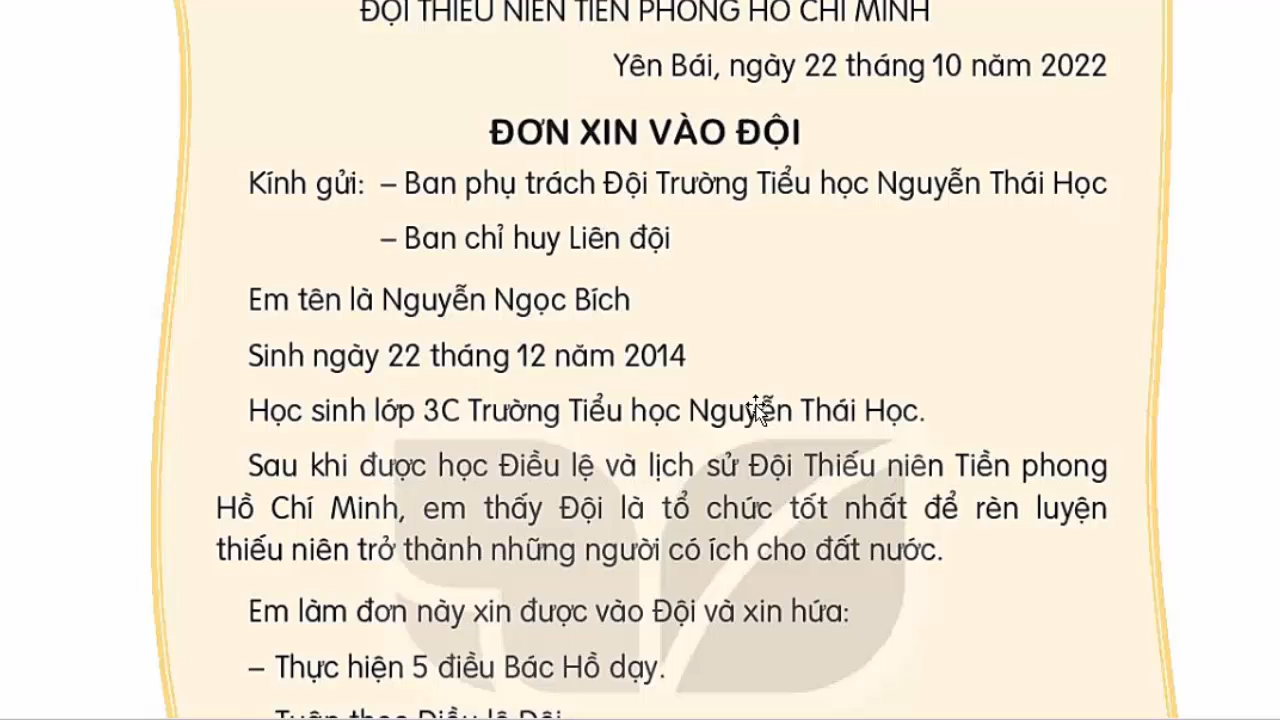 ĐỘI THIẾU NIÊN TIỀN PHONG HỒ CHÍ MINH
Yên Bái, ngày 22 tháng 10 năm 2022
ĐƠN XIN VÀO ĐỘI
Kính gửi: – Ban phụ trách Đội Trường Tiểu học Nguyễn Thái Học
– Ban chỉ huy Liên đội
Em tên là Nguyễn Ngọc Bích
Sinh ngày 22 tháng 12 năm 2014
Học sinh lớp 3C Trường Tiểu học Nguyễn Thái Học.
Sau khi được học Điều lệ và lịch sử Đội Thiếu niên Tiền phong
Hồ Chí Minh, em thấy Đội là tổ chức tốt nhất để rèn luyện
thiếu niên trở thành những người có ích cho đất nước.
Em làm đơn này xin được vào Đội và xin hứa:
– Thực hiện 5 điều Bác Hồ dạy.
Tuân theo Điều lệ Đội